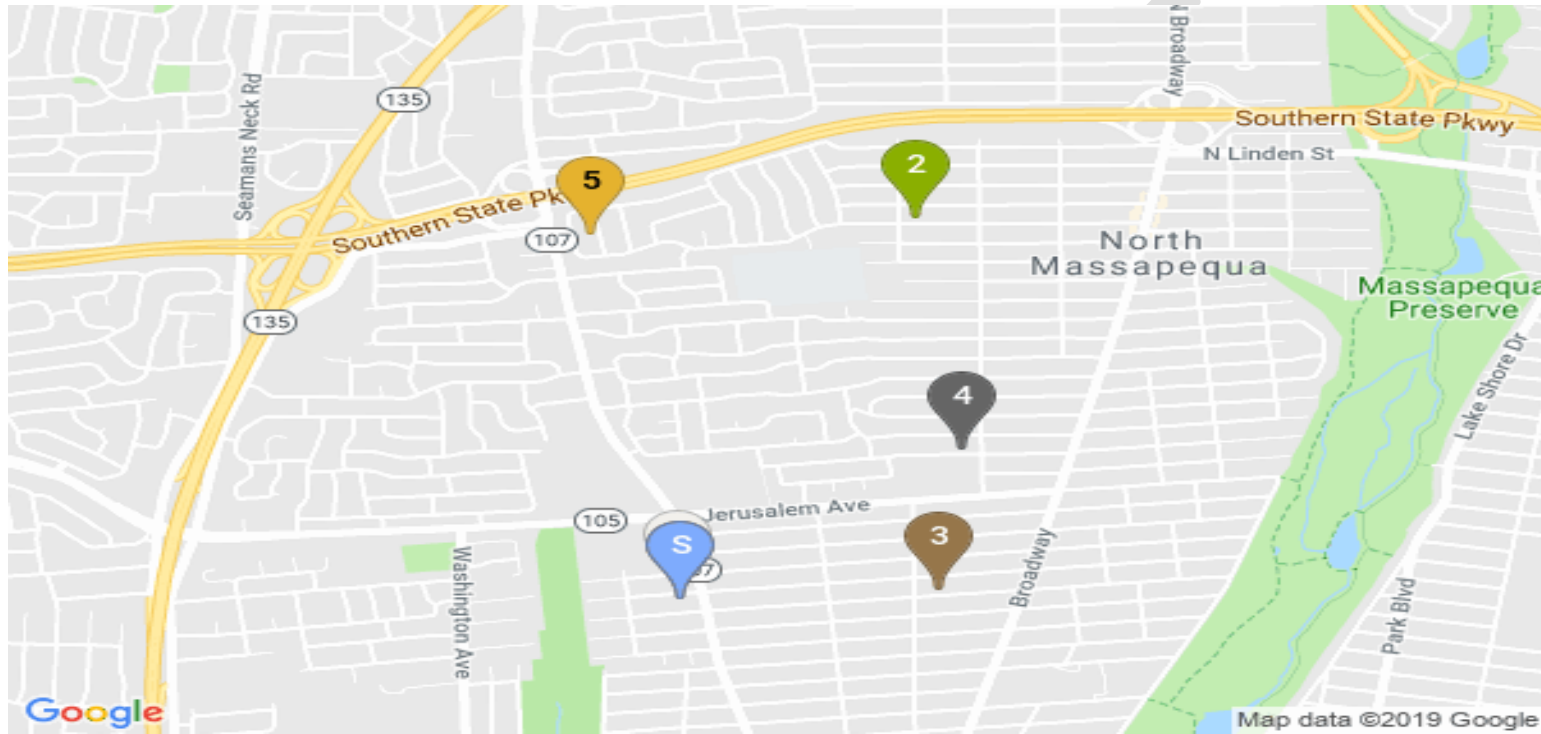 N Broadway
Seamans Neck Rd
135
Southern State Pkwy
N Linden St
2
5
Southern State Pk
107
North
Massapequa
Massapequa
Preserve
135
Lake Shore Dr
4
Jerusalem Ave
105
S
3
07
Washington Ave
Broadway
Park Blvd
Google
Map data ©2019 Google